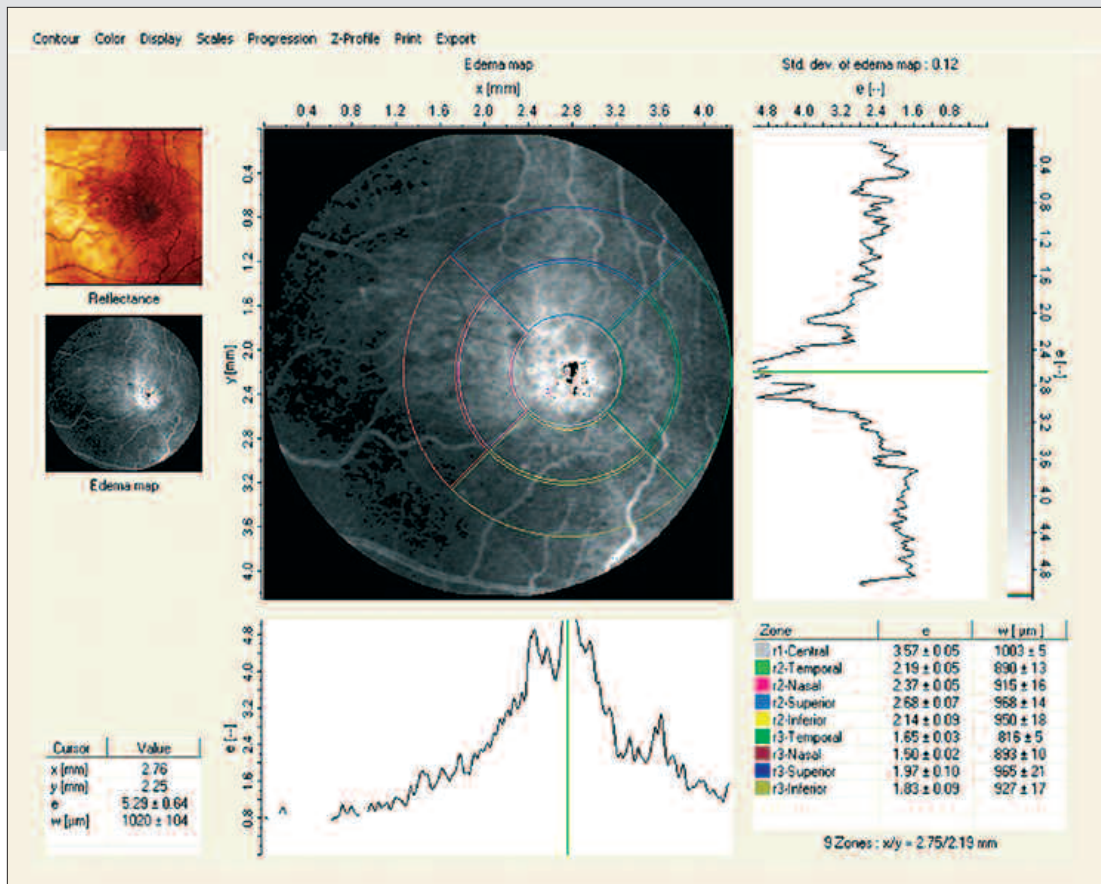 Contour Color Display Scales Progression Z-Profile Print Export
Edema map
x [mm]
0.4 0.8 1.2 1.6 2.0 2.4 2.8 3.2 3.6 4.0
Std. dev. of edema map : 0.12
e [--]
4.8 4.0 3.2 2.4 1.6 0.8
Reflectance
Edema map
y [mm]
0.4
0.8
1.2
1.6
2.0
2.4
2.8
3.2
3.6
4.0
e [--]
0.4
0.8
1.2
1.6
2.0
2.4
2.8
3.2
3.6
4.0
4.4
4.8
e [--]
4.8
4.0
3.2
2.4
1.6
0.8
Cursor Value
x [mm] 2.76
y [mm] 2.25
e 5.29 ± 0.64
w [µm] 1020 ± 104
Zone e w [ µm ]
r1-Central 3.57 ± 0.05 1003 ± 5
r2-Temporal 2.19 ± 0.05 890 ± 13
r2-Nasal 2.37 ± 0.05 915 ± 16
r2-Superior 2.68 ± 0.07 968 ± 14
r2-Inferior 2.14 ± 0.09 950 ± 18
r3-Temporal 1.65 ± 0.03 816 ± 5
r3-Nasal 1.50 ± 0.02 893 ± 10
r3-Superior 1.97 ± 0.10 965 ± 21
r3-Inferior 1.83 ± 0.09 927 ± 17
9 Zones : x/y = 2.75/2.19 mm